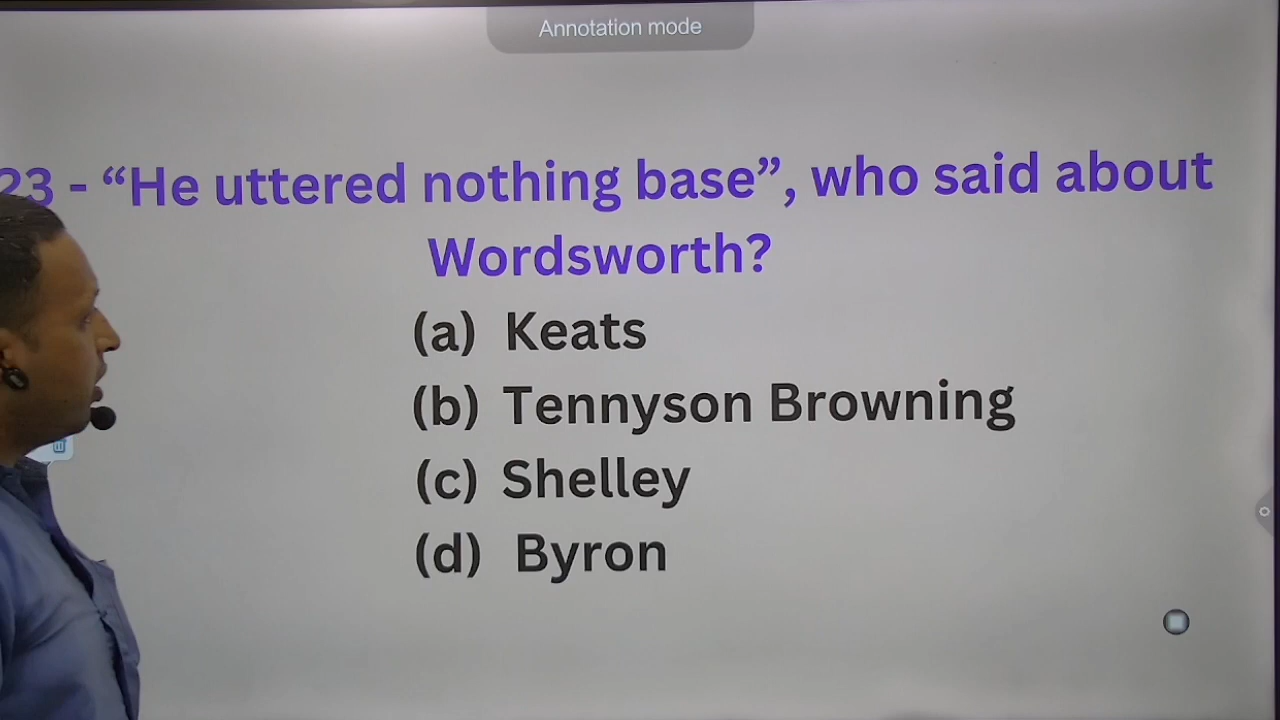 Annotation mode
23 - “He uttered nothing base”, who said about
Wordsworth?
(a) Keats
(b) Tennyson Browning
(c) Shelley
(d) Byron